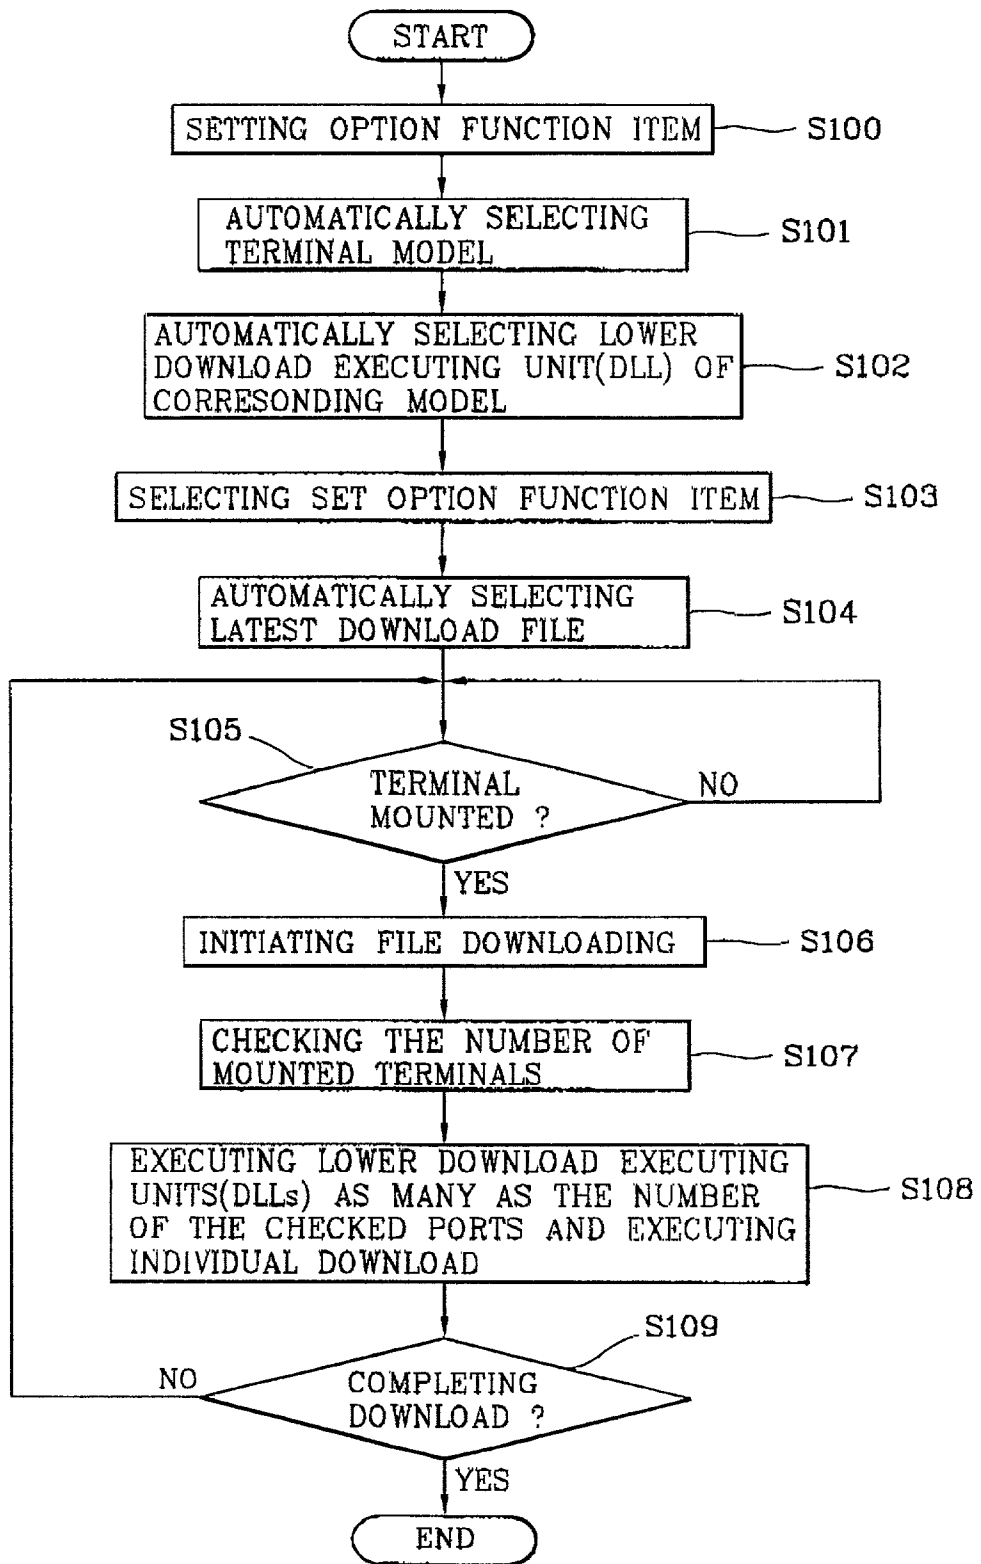 START
SETTING OPTION FUNCTION ITEM
S100
AUTOMATICALLY SELECTING
TERMINAL MODEL
S101
AUTOMATICALLY SELECTING LOWER
DOWNLOAD EXECUTING UNIT(DLL) OF
CORRESONDING MODEL
S102
SELECTING SET OPTION FUNCTION ITEM
S103
AUTOMATICALLY SELECTING
LATEST DOWNLOAD FILE
S104
S105
TERMINAL
MOUNTED ?
NO
YES
INITIATING FILE DOWNLOADING
S106
CHECKING THE NUMBER OF
MOUNTED TERMINALS
S107
EXECUTING LOWER DOWNLOAD EXECUTING
UNITS(DLLs) AS MANY AS THE NUMBER
OF THE CHECKED PORTS AND EXECUTING
INDIVIDUAL DOWNLOAD
S108
S109
NO
COMPLETING
DOWNLOAD ?
YES
END